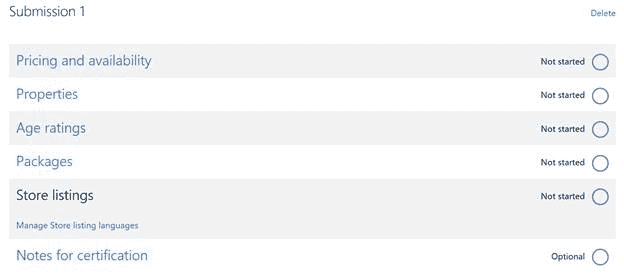 Submission 1 Delete
Pricing and availability Not started
Properties Not started
Age ratings Not started
Packages Not started
Store listings Not started
Manage Store listing languages
Notes for certification Optional